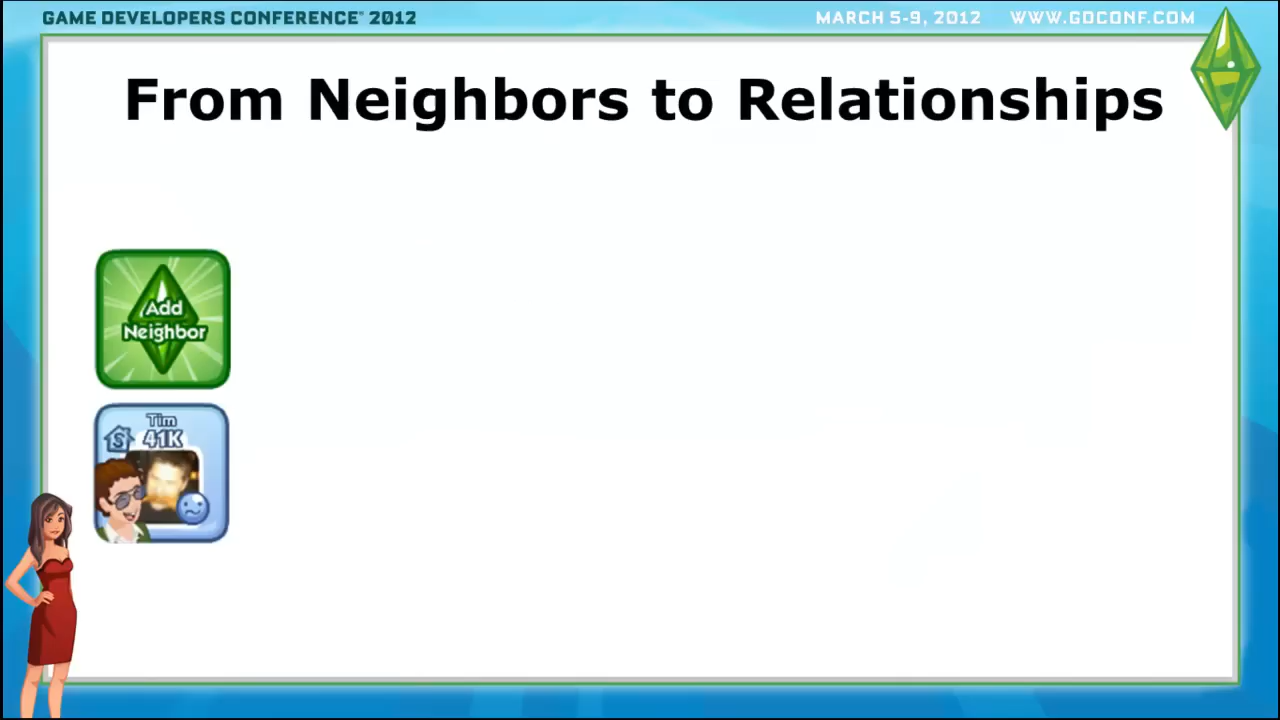 GAME DEVELOPERS CONFERENCE® 2012
MARCH 5-9, 2012 WWW.GDCONF.COM
From Neighbors to Relationships
Add
Neighbor
Tim
41K
S